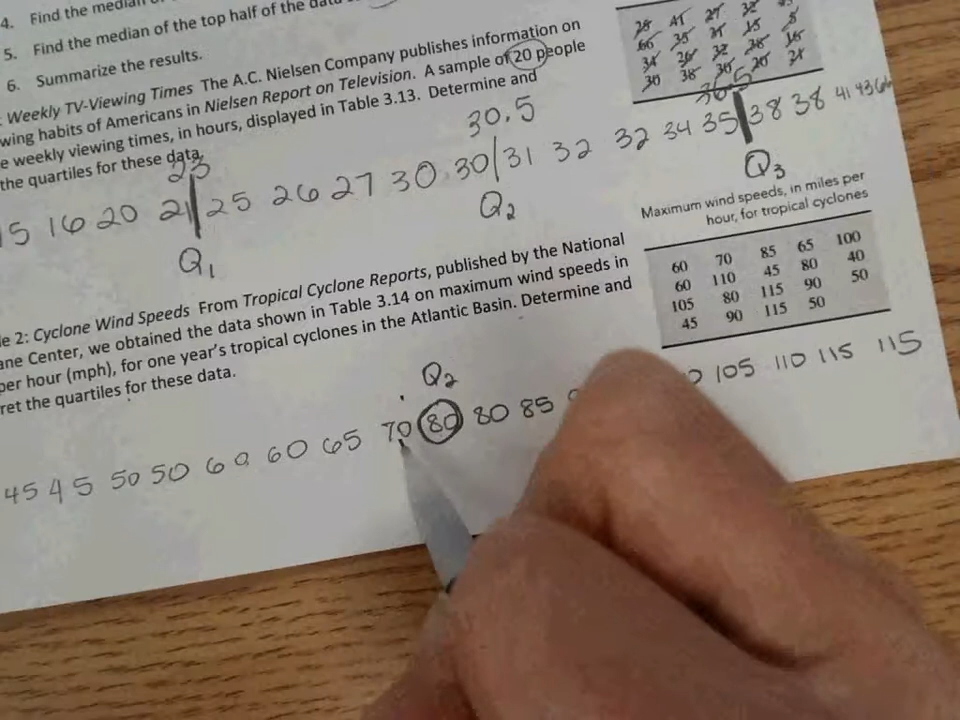 4. Find the median of
5. Find the median of the top half of the data
6. Summarize the results.
Weekly TV-Viewing Times The A.C. Nielsen Company publishes information on
wing habits of Americans in Nielsen Report on Television. A sample of 20 people
e weekly viewing times, in hours, displayed in Table 3.13. Determine and
the quartiles for these data.
30.5
23
15 16 20 21 25 26 27 30 30 31 32 32 34 35 38 38 41 43 66
Q1 Q2 Q3
Maximum wind speeds, in miles per
hour, for tropical cyclones
60 70 85 65 100
60 110 45 80 40
105 80 115 90 50
45 90 115 50
le 2: Cyclone Wind Speeds From Tropical Cyclone Reports, published by the National
ane Center, we obtained the data shown in Table 3.14 on maximum wind speeds in
per hour (mph), for one year's tropical cyclones in the Atlantic Basin. Determine and
ret the quartiles for these data.
Q2
45 45 50 50 60 60 65 70 80 80 85 105 110 115 115